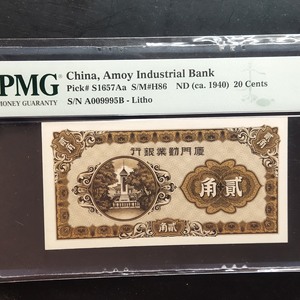 PMG
MONEY GUARANTY
China, Amoy Industrial Bank
Pick# S1657Aa S/M#H86 ND (ca. 1940) 20 Cents
S/N A009995B - Litho
廈門勸業銀行
貳角
貳角